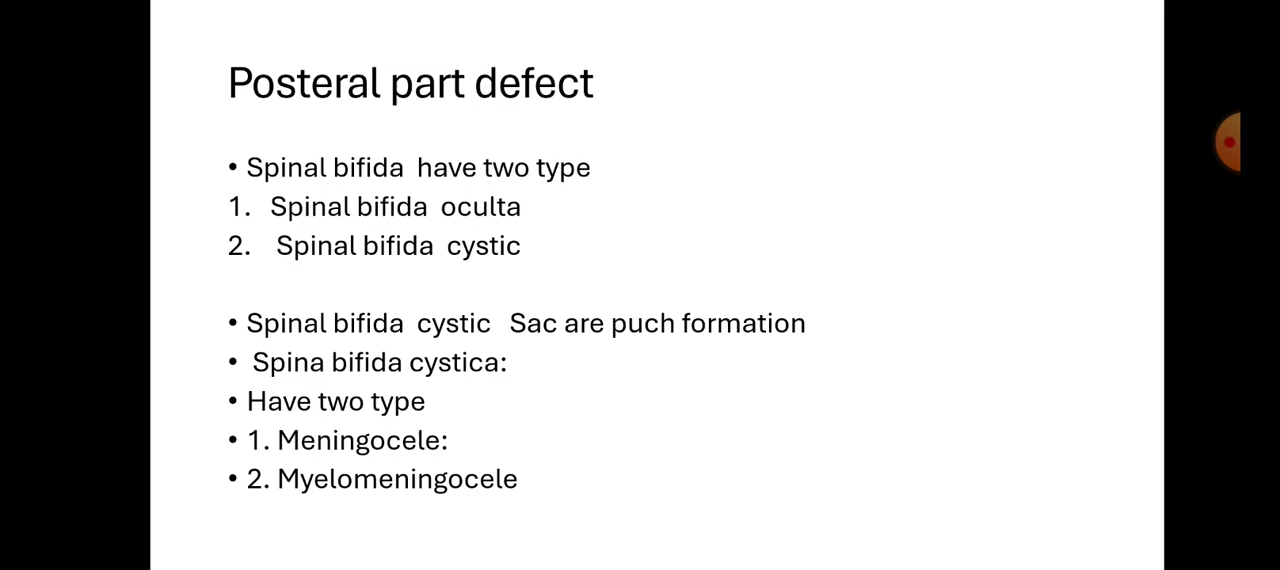 Posteral part defect
• Spinal bifida have two type
1. Spinal bifida oculta
2. Spinal bifida cystic
• Spinal bifida cystic Sac are puch formation
• Spina bifida cystica:
• Have two type
• 1. Meningocele:
• 2. Myelomeningocele